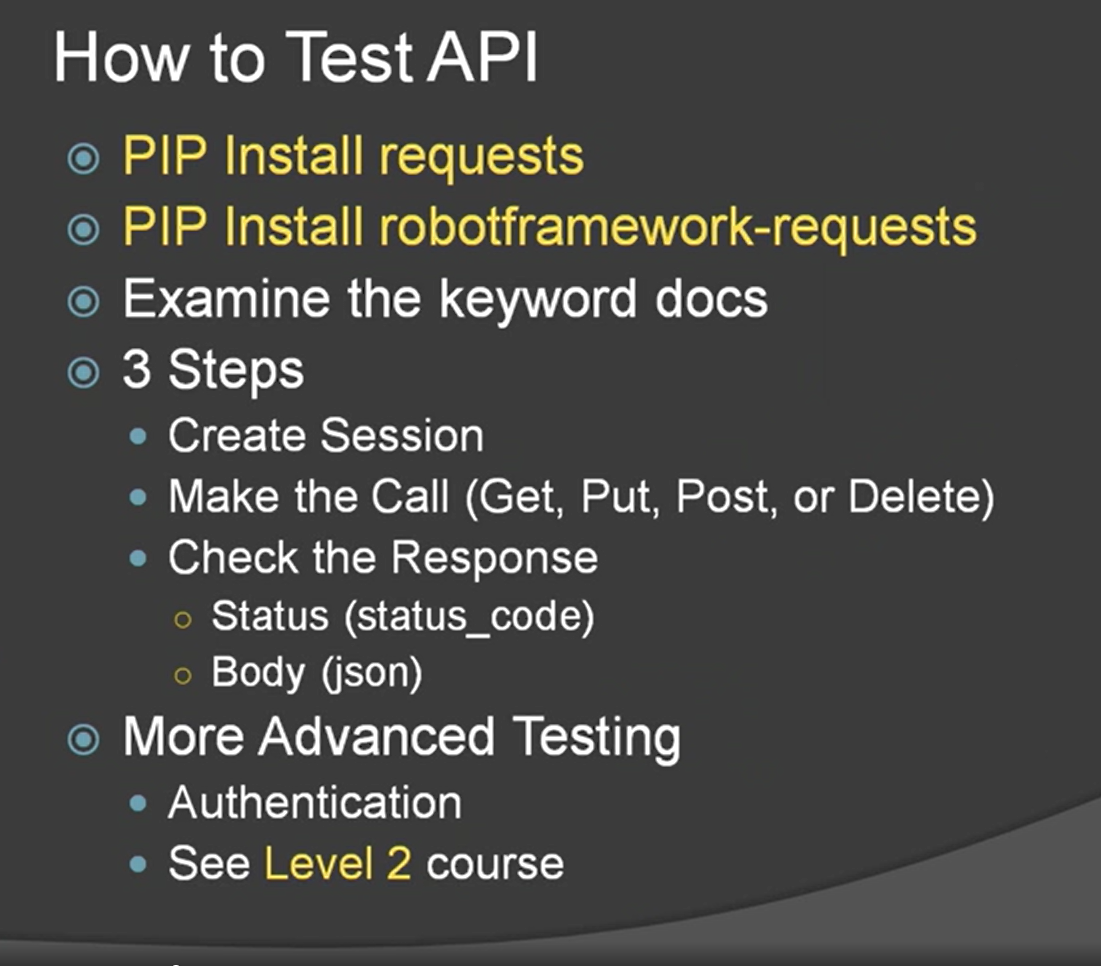 How to Test API
PIP Install requests
PIP Install robotframework-requests
Examine the keyword docs
3 Steps
Create Session
Make the Call (Get, Put, Post, or Delete)
Check the Response
Status (status_code)
Body (json)
More Advanced Testing
Authentication
See Level 2 course